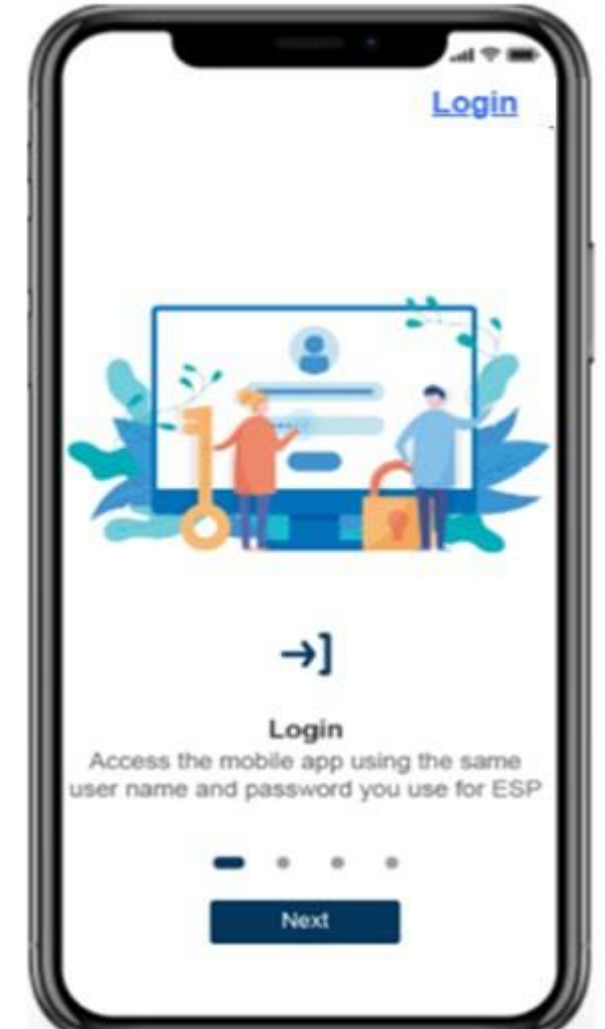 Login
Login
Access the mobile app using the same
user name and password you use for ESP
Next